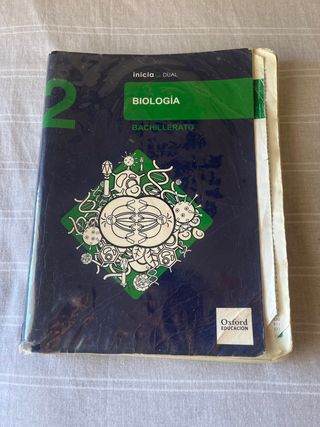 inicia DUAL
2
BIOLOGÍA
BACHILLERATO
Oxford
EDUCACIÓN